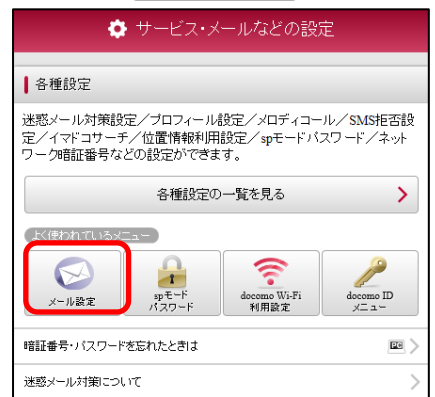 サービス・メールなどの設定
各種設定
迷惑メール対策設定／プロフィール設定／メロディコール／SMS拒否設
定／イマドコサーチ／位置情報利用設定／spモードパスワード／ネット
ワーク暗証番号などの設定ができます。
各種設定の一覧を見る
よく使われているメニュー
メール設定
spモード
パスワード
docomo Wi-Fi
利用設定
docomo ID
メニュー
暗証番号・パスワードを忘れたときは
PC
迷惑メール対策について